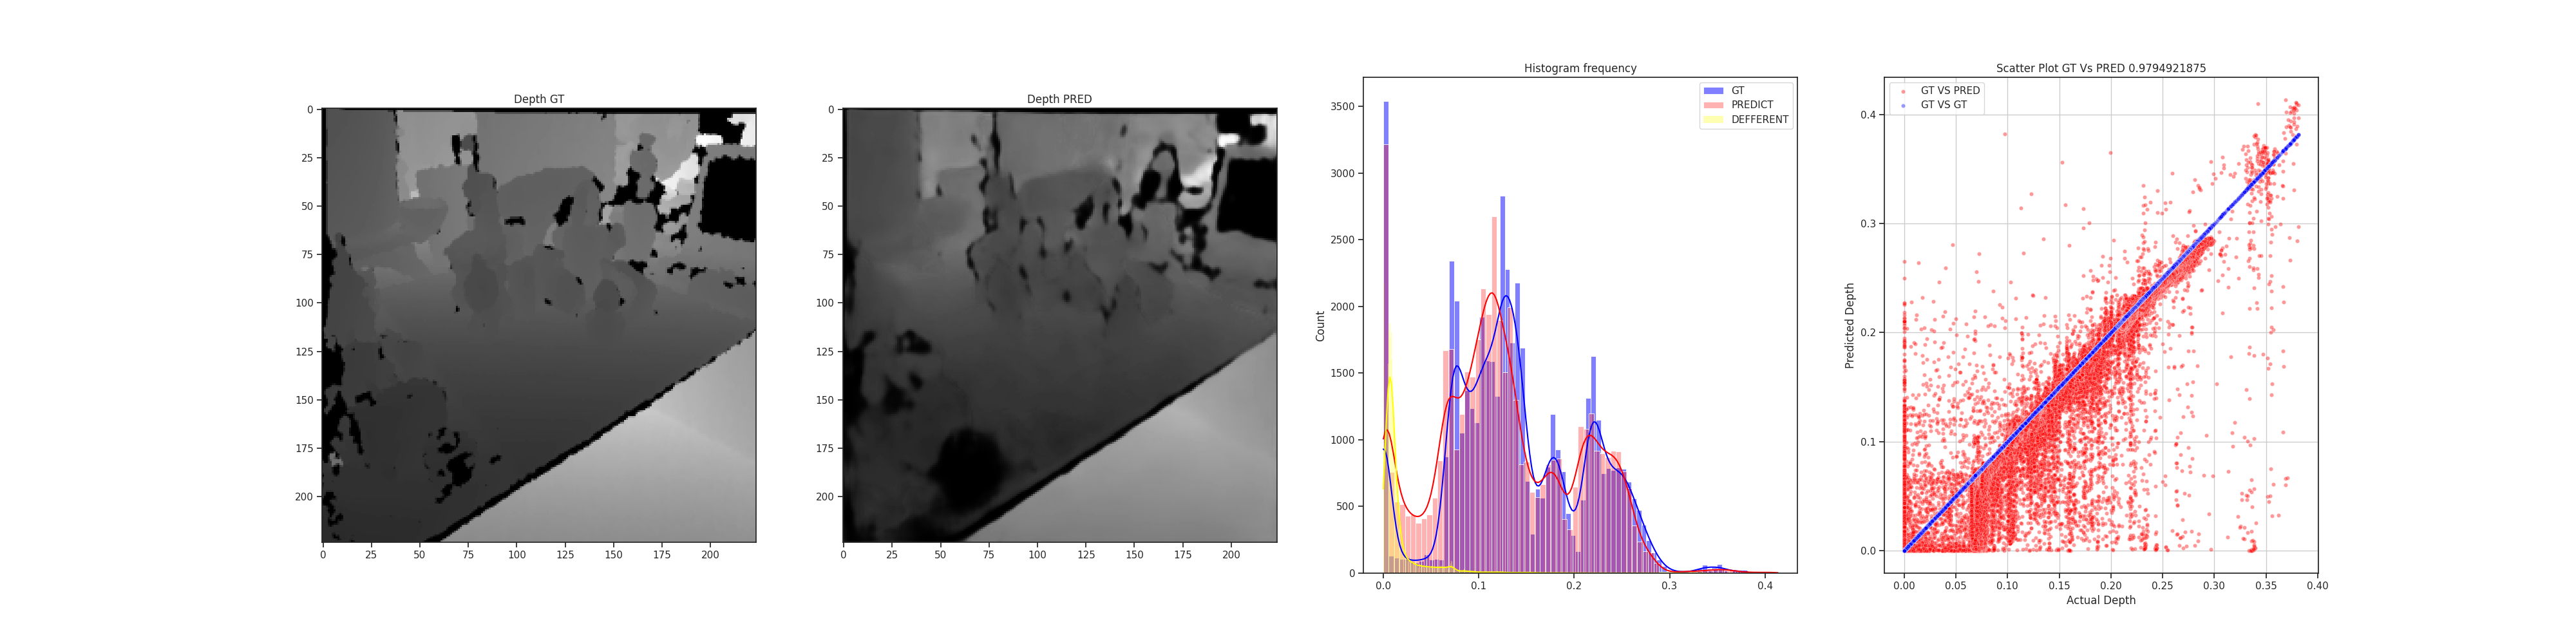 Depth GT
0
25
50
75
100
125
150
175
200
0 25 50 75 100 125 150 175 200
Depth PRED
0
25
50
75
100
125
150
175
200
0 25 50 75 100 125 150 175 200
Histogram frequency
GT
PREDICT
DEFFERENT
Count
3500
3000
2500
2000
1500
1000
500
0
0.0 0.1 0.2 0.3 0.4
Scatter Plot GT Vs PRED 0.9794921875
GT VS PRED
GT VS GT
Predicted Depth
0.4
0.3
0.2
0.1
0.0
0.00 0.05 0.10 0.15 0.20 0.25 0.30 0.35 0.40
Actual Depth